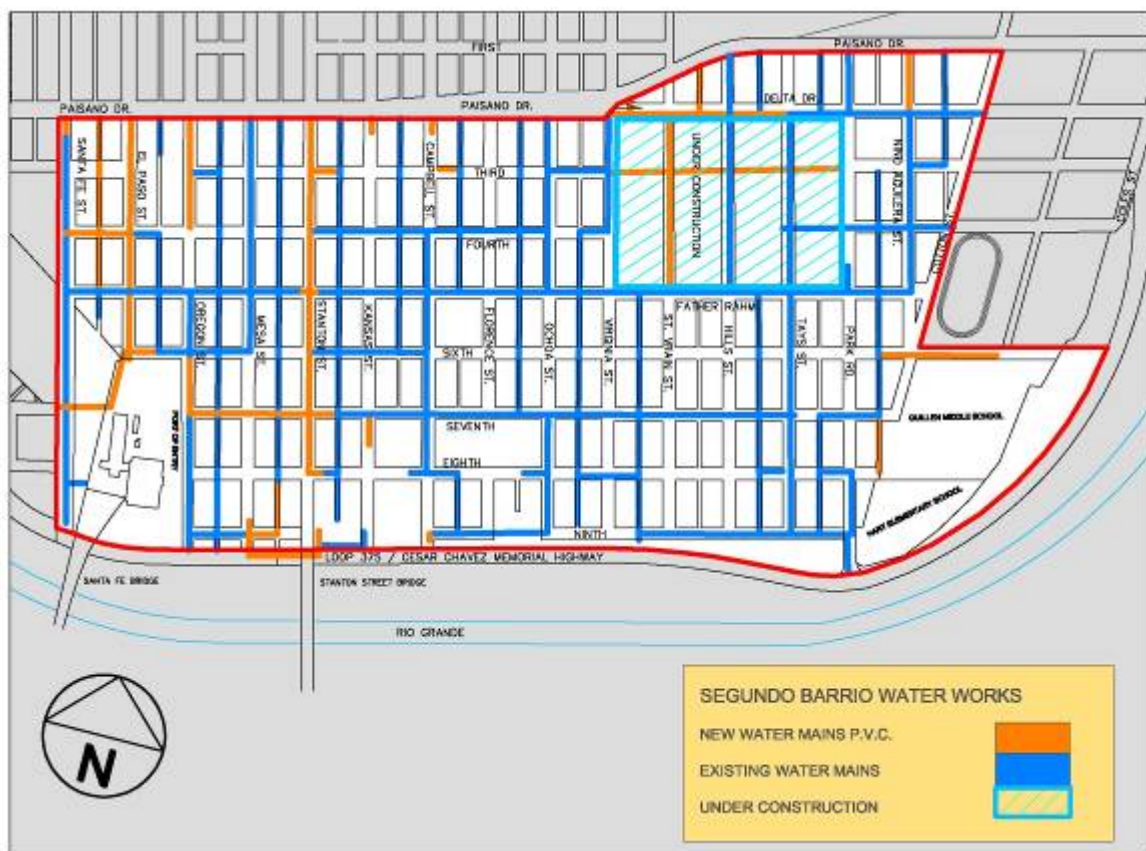 FIRST
PAISANO DR.
PAISANO DR.
PAISANO DR.
DELTA DR.
SANTA FE ST.
EL PASO ST.
CAMPBELL ST.
THIRD
UNDER CONSTRUCTION
FOURTH
OREGON ST.
MESA ST.
STANTON ST.
KANSAS ST.
FLORENCE ST.
OCHOA ST.
VIRGINIA ST.
ST. VRAIN ST.
HILLS ST.
TAYS ST.
PARK RD.
FATHER RAHM
SIXTH
SEVENTH
EIGHTH
NINTH
PORT OF ENTRY
GUILLEN MIDDLE SCHOOL
HART ELEMENTARY SCHOOL
LOOP 375 / CESAR CHAVEZ MEMORIAL HIGHWAY
SANTA FE BRIDGE
STANTON STREET BRIDGE
RIO GRANDE
N
SEGUNDO BARRIO WATER WORKS
NEW WATER MAINS P.V.C.
EXISTING WATER MAINS
UNDER CONSTRUCTION